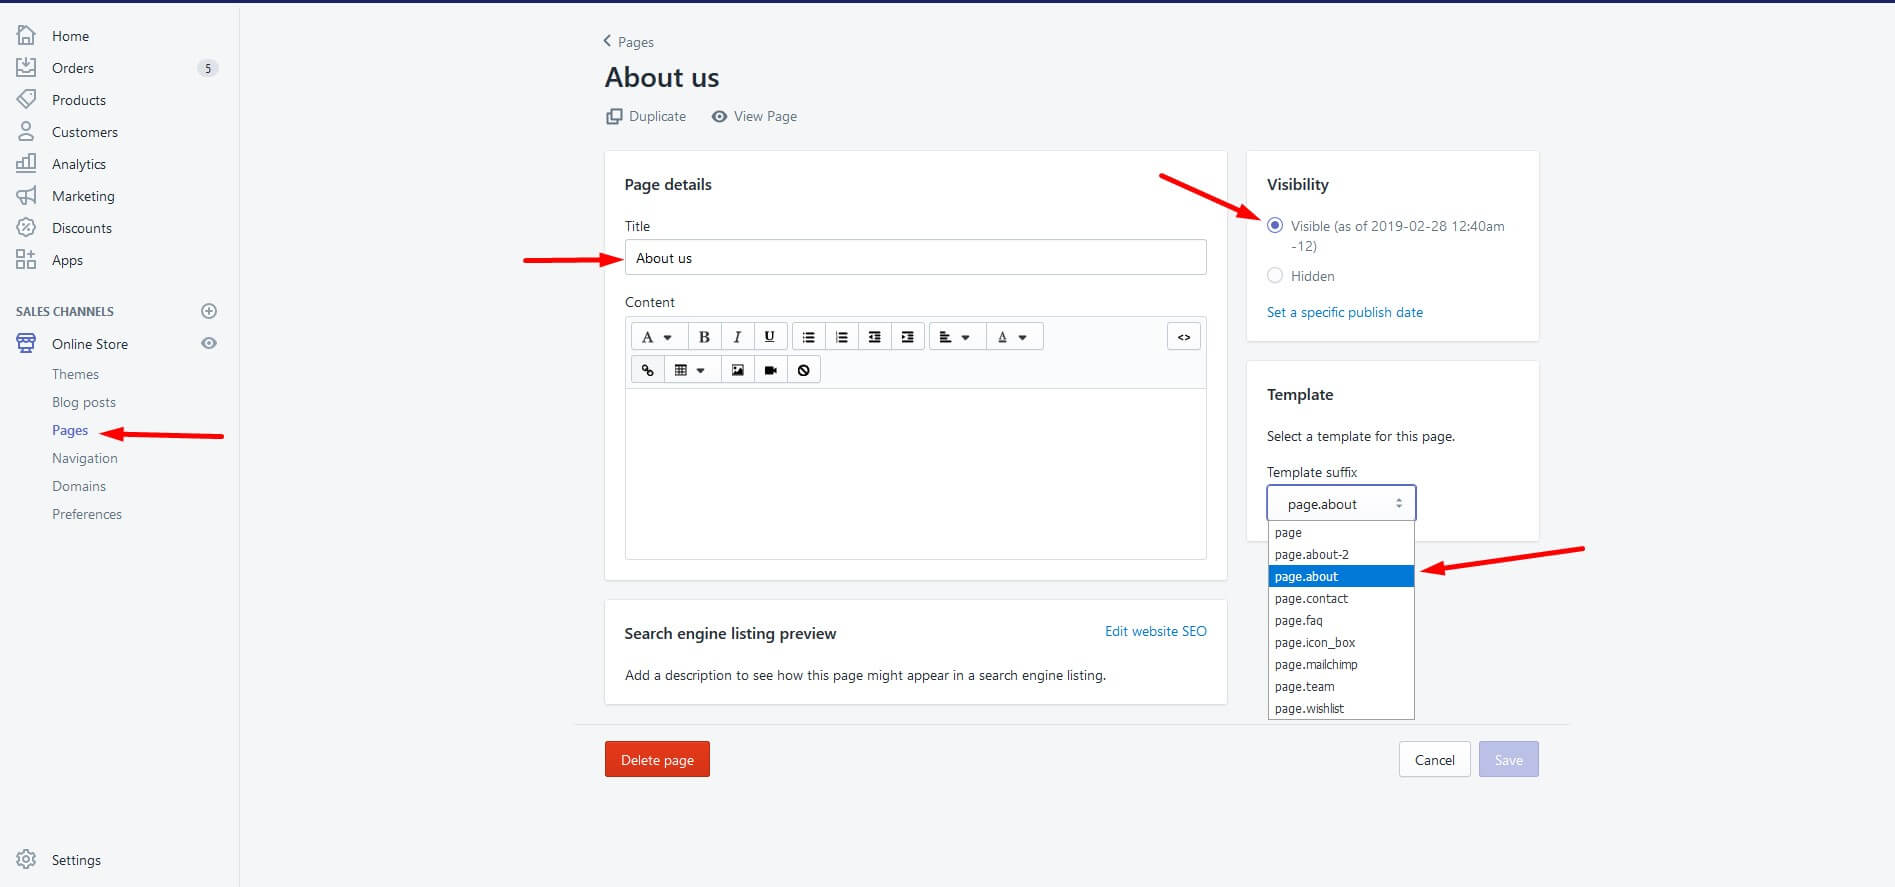 Home
Orders
5
Products
Customers
Analytics
Marketing
Discounts
Apps
SALES CHANNELS
Online Store
Themes
Blog posts
Pages
Navigation
Domains
Preferences
Settings
Pages
About us
Duplicate
View Page
Page details
Title
About us
Content
A
B
I
U
A
<>
Search engine listing preview
Edit website SEO
Add a description to see how this page might appear in a search engine listing.
Visibility
Visible (as of 2019-02-28 12:40am
-12)
Hidden
Set a specific publish date
Template
Select a template for this page.
Template suffix
page.about
page
page.about-2
page.about
page.contact
page.faq
page.icon_box
page.mailchimp
page.team
page.wishlist
Delete page
Cancel
Save